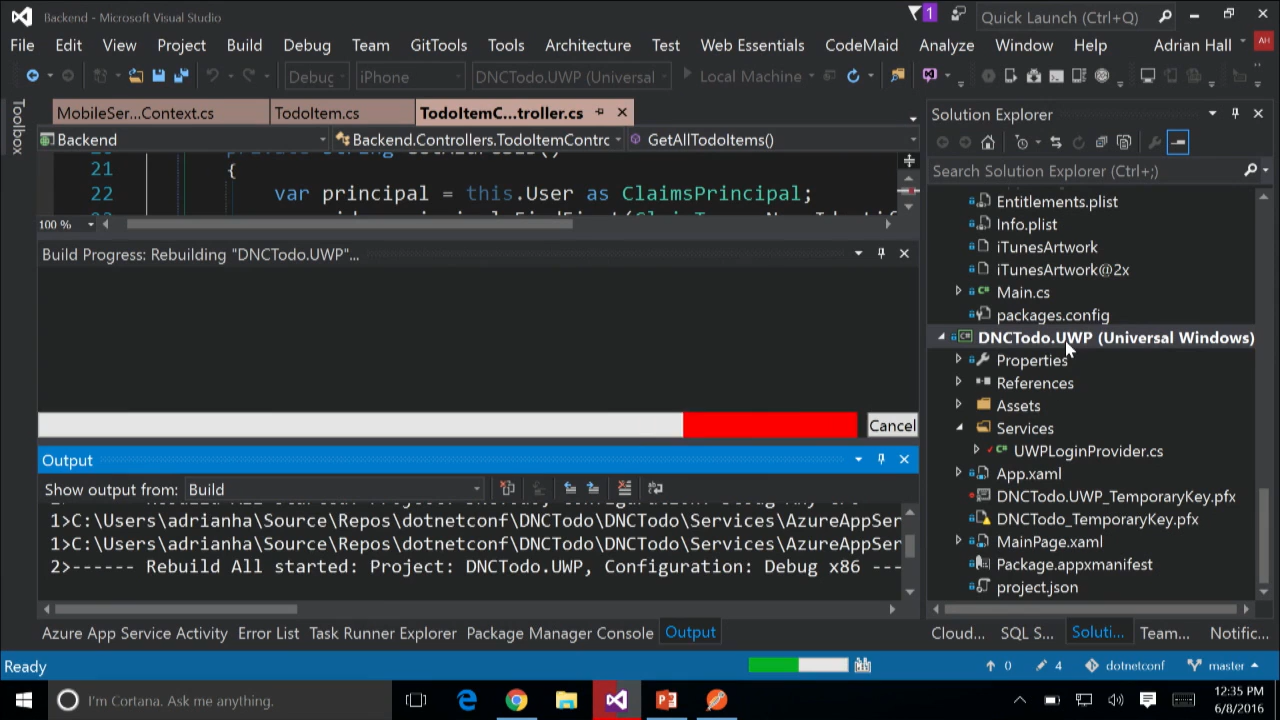 Backend - Microsoft Visual Studio
1
Quick Launch (Ctrl+Q)
File Edit View Project Build Debug Team GitTools Tools Architecture Test Web Essentials CodeMaid Analyze Window Help Adrian Hall AH
Debug iPhone DNCTodo.UWP (Universal Local Machine
Toolbox
MobileSer...Context.cs TodoItem.cs TodoItemC...troller.cs
Backend Backend.Controllers.TodoItemContrc GetAllTodoItems()
21 {
22 var principal = this.User as ClaimsPrincipal;
100 %
Build Progress: Rebuilding "DNCTodo.UWP"...
Cancel
Output
Show output from: Build
1>C:\Users\adrianha\Source\Repos\dotnetconf\DNCTodo\DNCTodo\Services\AzureAppSer
1>C:\Users\adrianha\Source\Repos\dotnetconf\DNCTodo\DNCTodo\Services\AzureAppSer
2>------ Rebuild All started: Project: DNCTodo.UWP, Configuration: Debug x86 ---
Azure App Service Activity Error List Task Runner Explorer Package Manager Console Output
Solution Explorer
Search Solution Explorer (Ctrl+;)
Entitlements.plist
Info.plist
iTunesArtwork
iTunesArtwork@2x
Main.cs
packages.config
DNCTodo.UWP (Universal Windows)
Properties
References
Assets
Services
UWPLoginProvider.cs
App.xaml
DNCTodo.UWP_TemporaryKey.pfx
DNCTodo_TemporaryKey.pfx
MainPage.xaml
Package.appxmanifest
project.json
Cloud... SQL S... Soluti... Team... Notific...
Ready 0 4 dotnetconf master
I'm Cortana. Ask me anything.
12:35 PM
6/8/2016